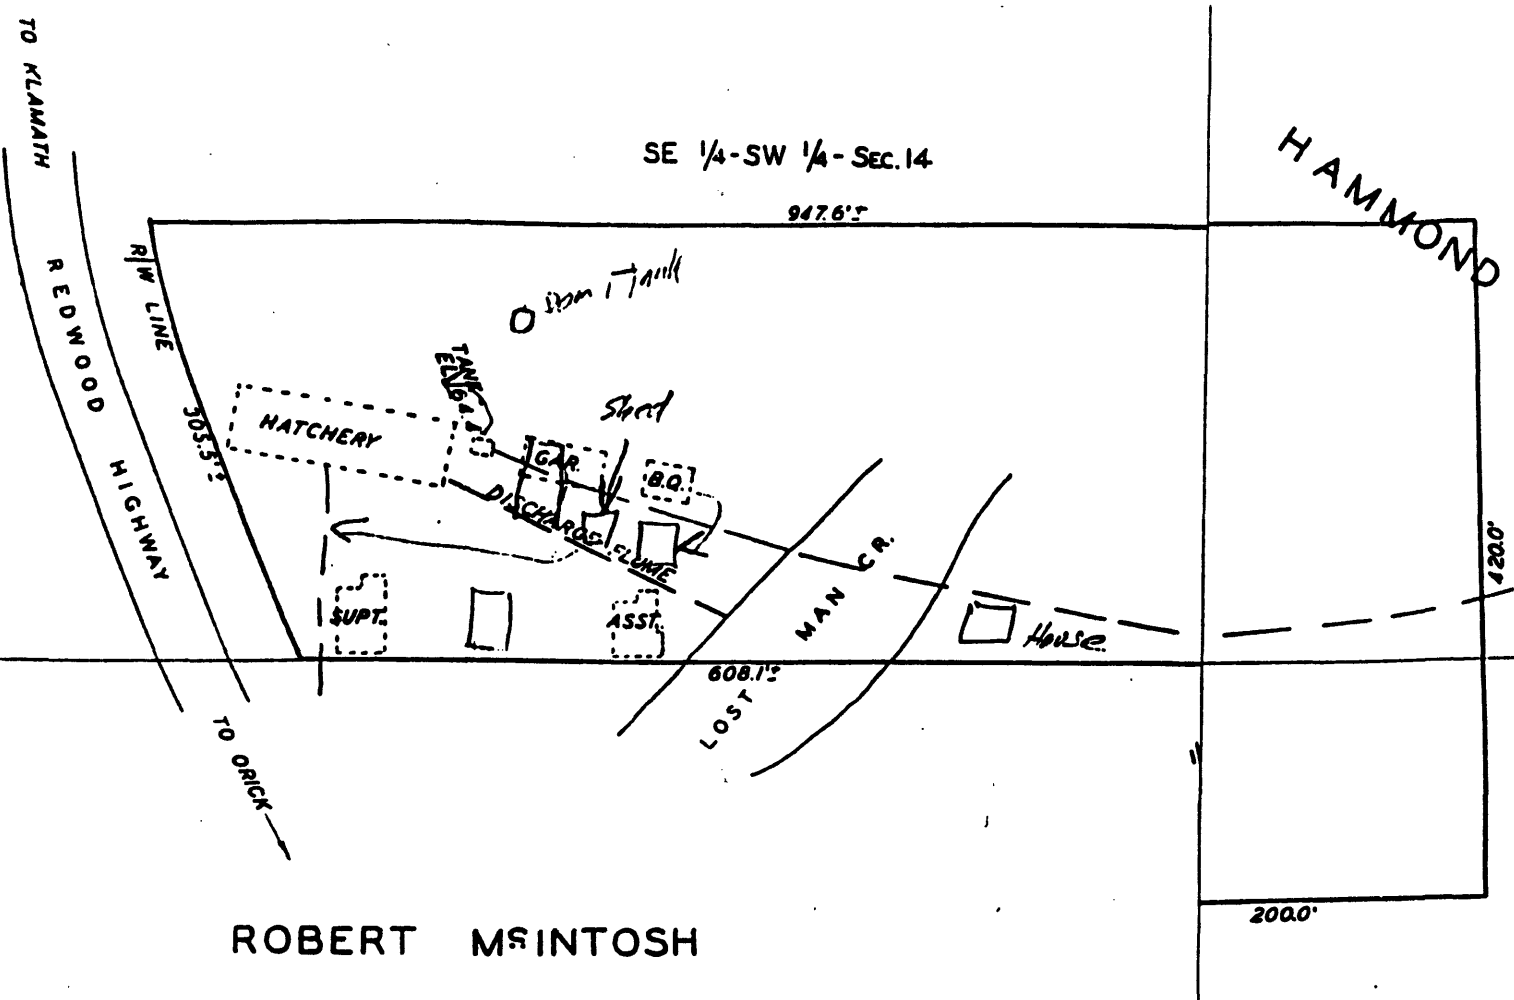 TO KLAMATH
SE 1/4-SW 1/4-SEC.14
HAMMOND
947.6'±
R/W LINE
305.5'±
REDWOOD HIGHWAY
TANK
HATCHERY
Shed
GAR.
B.Q.
DISCHARGE FLUME
420.0'
SUPT.
ASST.
LOST MAN CR.
House
608.1'±
TO ORICK
200.0'
ROBERT McINTOSH